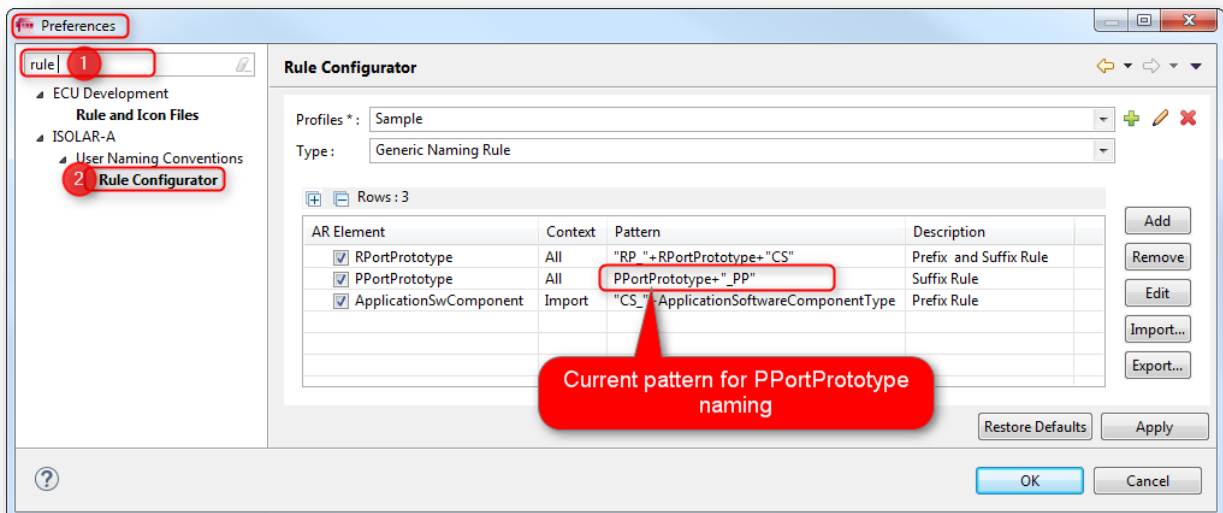 Preferences
rule
1
ECU Development
Rule and Icon Files
ISOLAR-A
User Naming Conventions
2 Rule Configurator
Rule Configurator
Profiles * : Sample
Type : Generic Naming Rule
Rows : 3
AR Element Context Pattern Description
RPortPrototype All "RP_"+RPortPrototype+"CS" Prefix and Suffix Rule
PPortPrototype All PPortPrototype+"_PP" Suffix Rule
ApplicationSwComponent Import "CS_"+ApplicationSoftwareComponentType Prefix Rule
Add
Remove
Edit
Import...
Export...
Current pattern for PPortPrototype
naming
Restore Defaults Apply
? OK Cancel